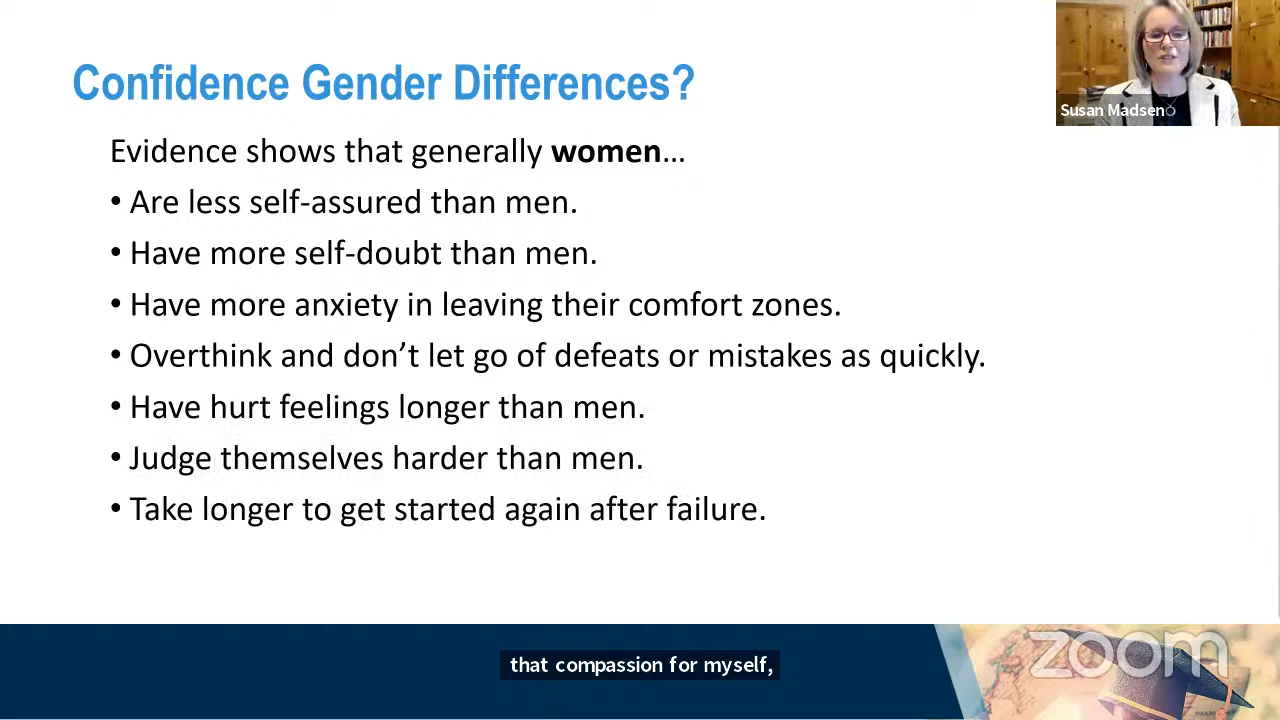 Confidence Gender Differences?
Susan Madsen
Evidence shows that generally women…
• Are less self-assured than men.
• Have more self-doubt than men.
• Have more anxiety in leaving their comfort zones.
• Overthink and don’t let go of defeats or mistakes as quickly.
• Have hurt feelings longer than men.
• Judge themselves harder than men.
• Take longer to get started again after failure.
that compassion for myself,
zoom